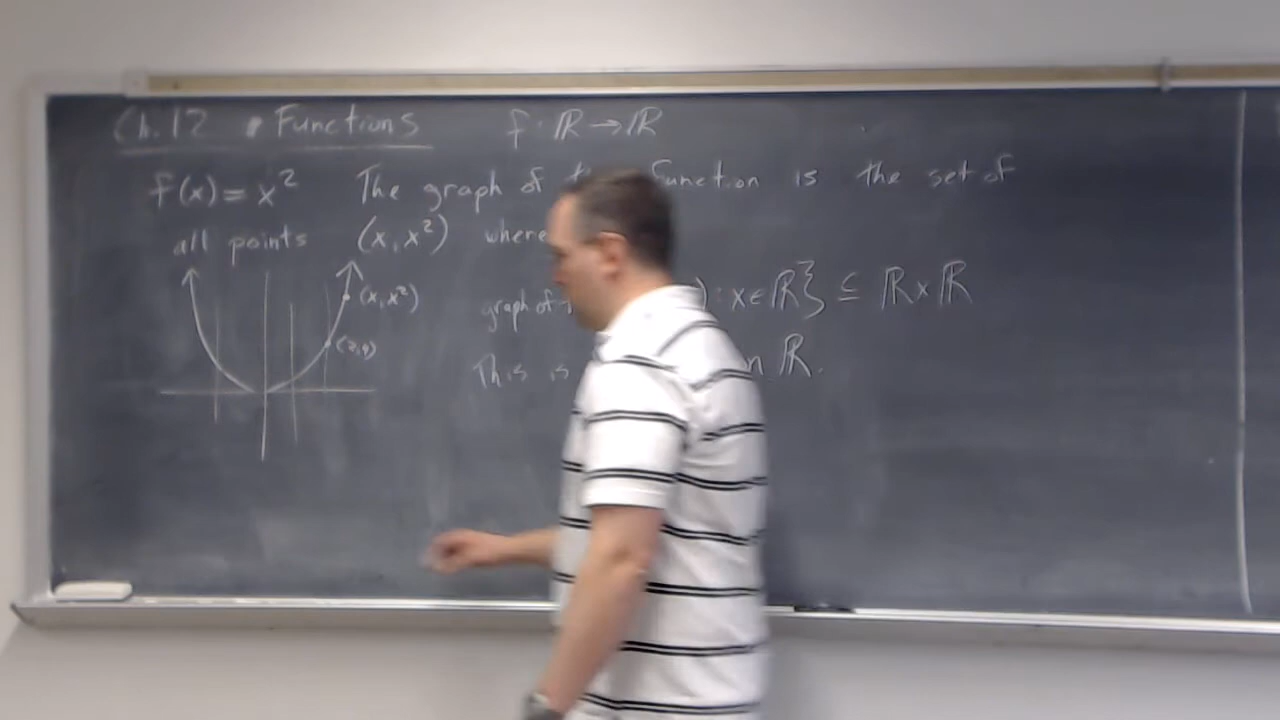 Ch. 12 • Functions f : ℝ → ℝ
f(x) = x² The graph of Function is the set of
all points (x, x²) where
(x, x²)
graph of ) : x ∈ ℝ} ⊆ ℝ × ℝ
(2,4)
This is n ℝ.